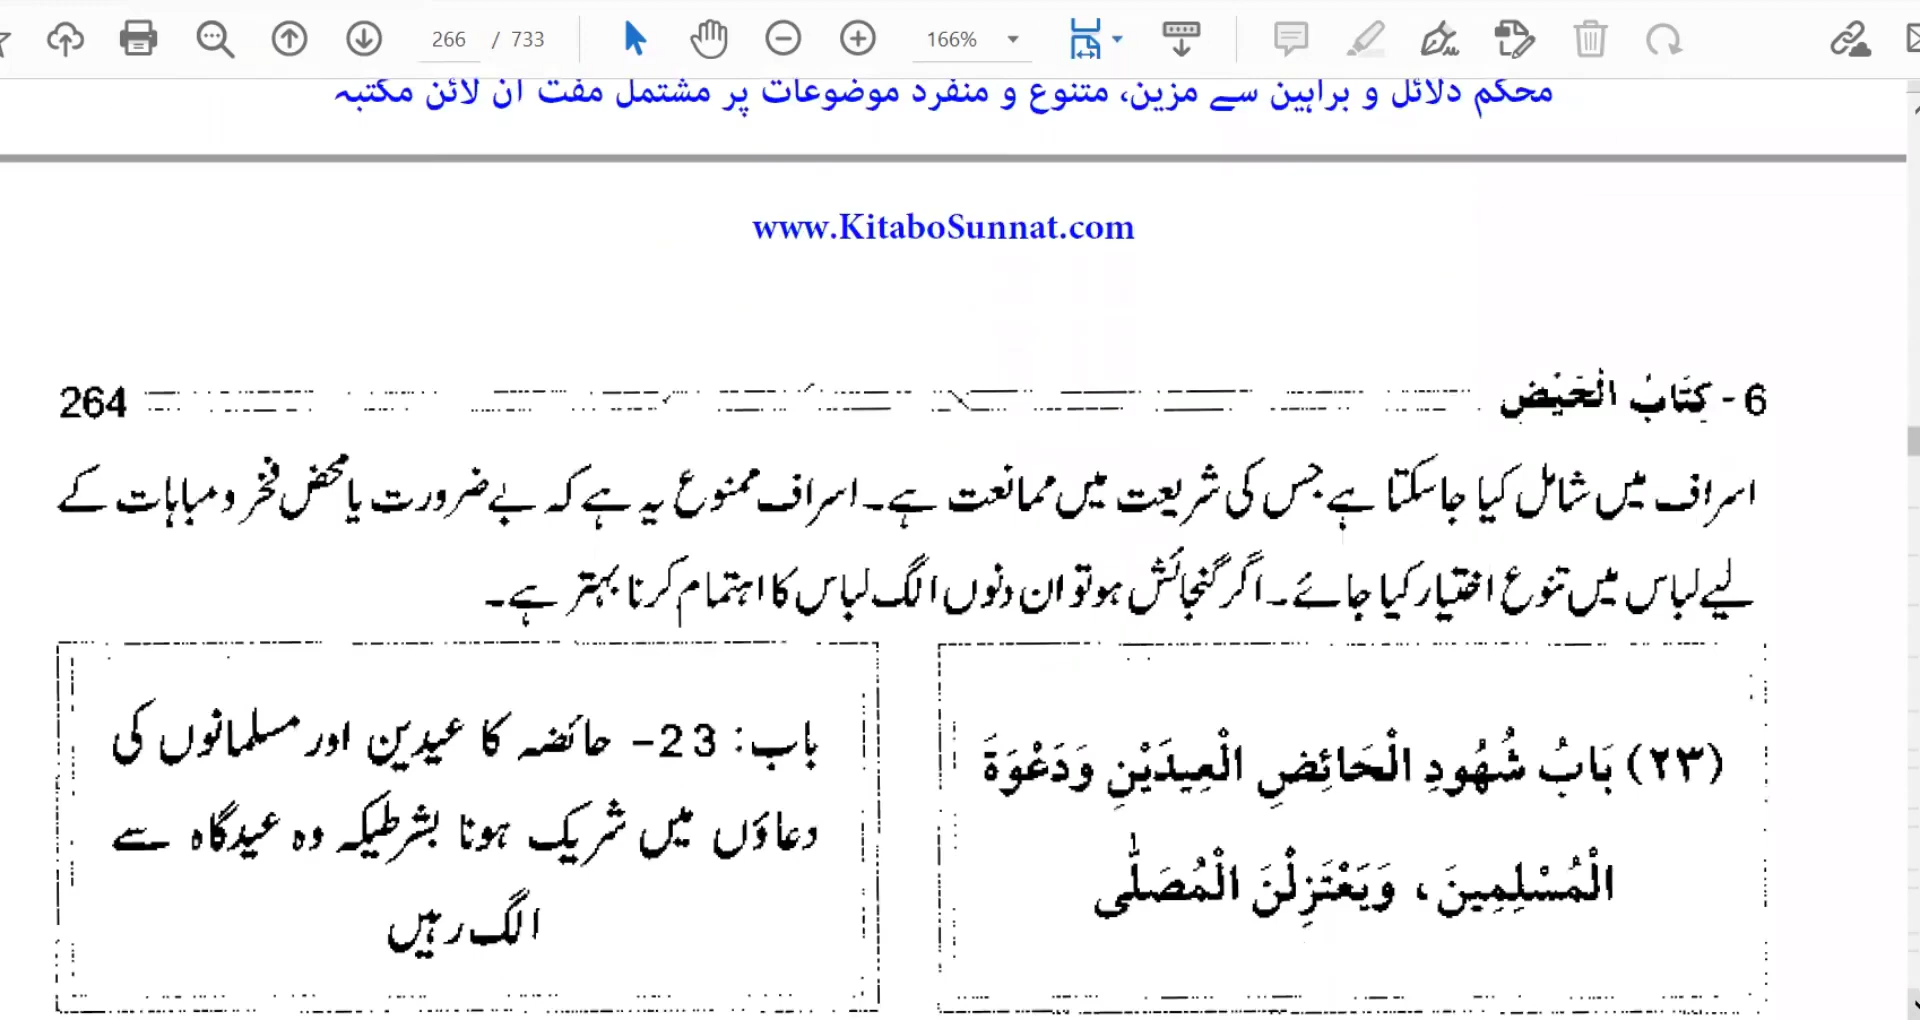 266 / 733
166%
محکم دلائل و براہین سے مزین، متنوع و منفرد موضوعات پر مشتمل مفت آن لائن مکتبہ
www.KitaboSunnat.com
6- كِتَابُ الْحَيْضِ 264
اسراف میں شامل کیا جا سکتا ہے جس کی شریعت میں ممانعت ہے۔ اسراف ممنوع یہ ہے کہ بے ضرورت یا محض فخر و مباہات کے
لیے لباس میں تنوع اختیار کیا جائے۔ اگر گنجائش ہو تو ان دنوں الگ لباس کا اہتمام کرنا بہتر ہے۔
(٢٣) بَابُ شُهُودِ الْحَائِضِ الْعِيدَيْنِ وَدَعْوَةَ
الْمُسْلِمِينَ، وَيَعْتَزِلْنَ الْمُصَلّٰى
باب: 23- حائضہ کا عیدین اور مسلمانوں کی
دعاؤں میں شریک ہونا بشرطیکہ وہ عیدگاہ سے
الگ رہیں